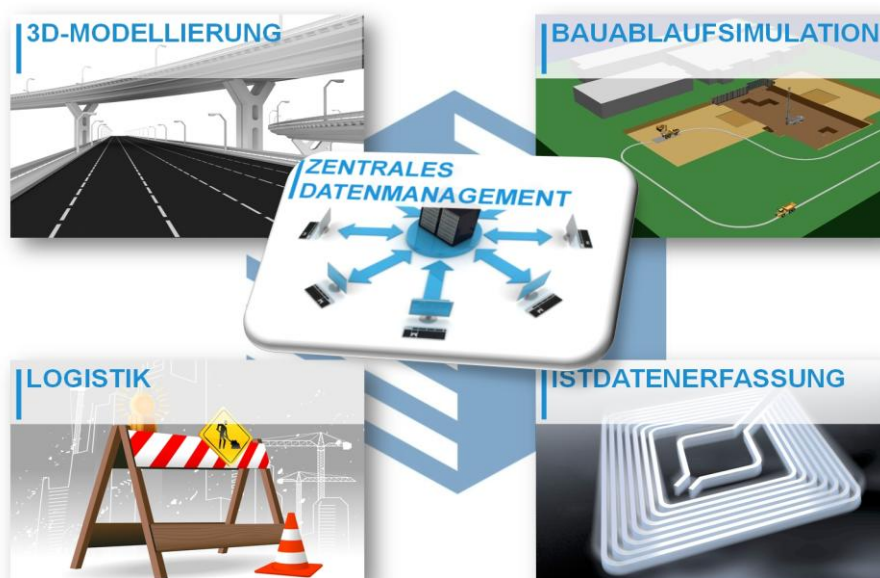 3D-MODELLIERUNG
BAUABLAUFSIMULATION
ZENTRALES
DATENMANAGEMENT
LOGISTIK
ISTDATENERFASSUNG